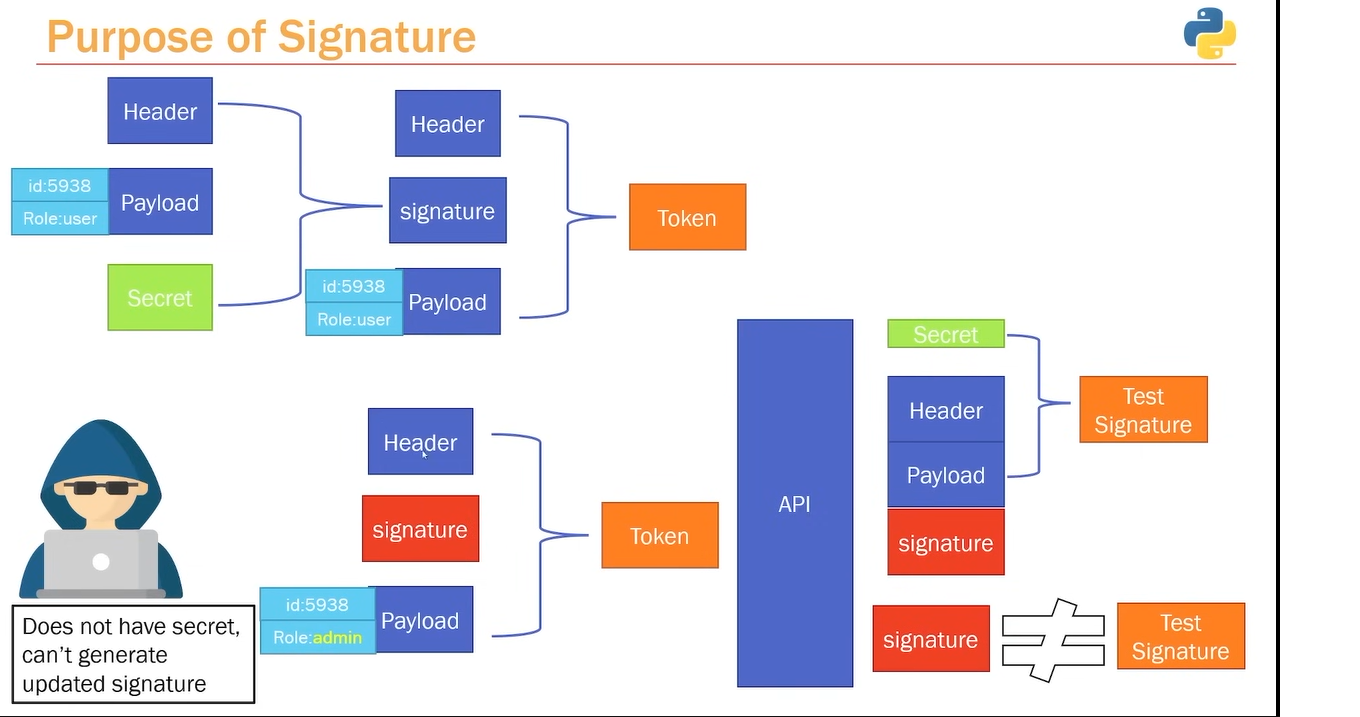 Purpose of Signature
Header
id:5938
Role:user
Payload
Secret
Header
signature
id:5938
Role:user
Payload
Token
Does not have secret,
can't generate
updated signature
Header
signature
id:5938
Role:admin
Payload
Token
API
Secret
Header
Payload
signature
Test
Signature
signature
Test
Signature